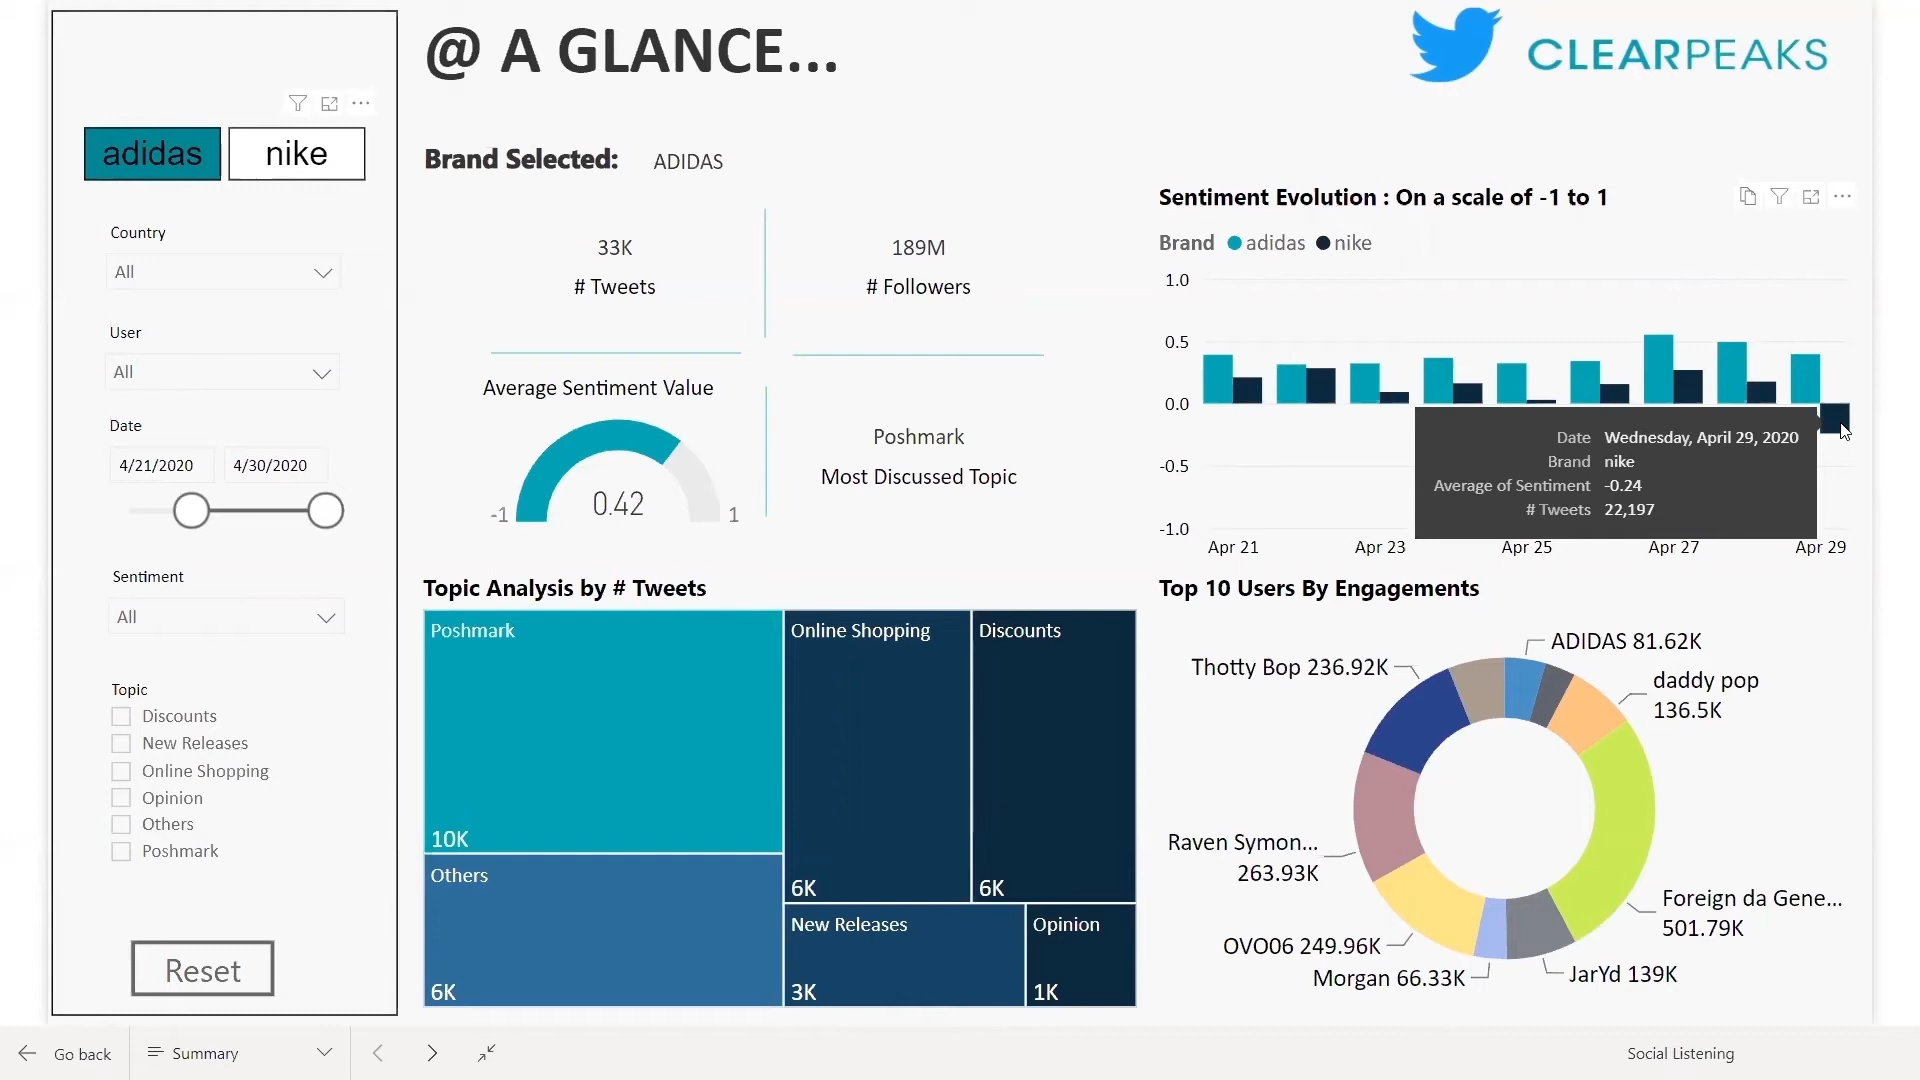 @ A GLANCE...
CLEARPEAKS
adidas
nike
Brand Selected:
ADIDAS
Country
All
User
All
Date
4/21/2020
4/30/2020
Sentiment
All
Topic
Discounts
New Releases
Online Shopping
Opinion
Others
Poshmark
Reset
33K
# Tweets
189M
# Followers
Average Sentiment Value
-1
0.42
1
Poshmark
Most Discussed Topic
Sentiment Evolution : On a scale of -1 to 1
Brand adidas nike
1.0
0.5
0.0
-0.5
-1.0
Date Wednesday, April 29, 2020
Brand nike
Average of Sentiment -0.24
# Tweets 22,197
Apr 21 Apr 23 Apr 25 Apr 27 Apr 29
Topic Analysis by # Tweets
Poshmark
10K
Others
6K
Online Shopping
6K
Discounts
6K
New Releases
3K
Opinion
1K
Top 10 Users By Engagements
ADIDAS 81.62K
Thotty Bop 236.92K
daddy pop
136.5K
Raven Symon...
263.93K
Foreign da Gene...
501.79K
OVO06 249.96K
Morgan 66.33K
JarYd 139K
Go back
Summary
Social Listening